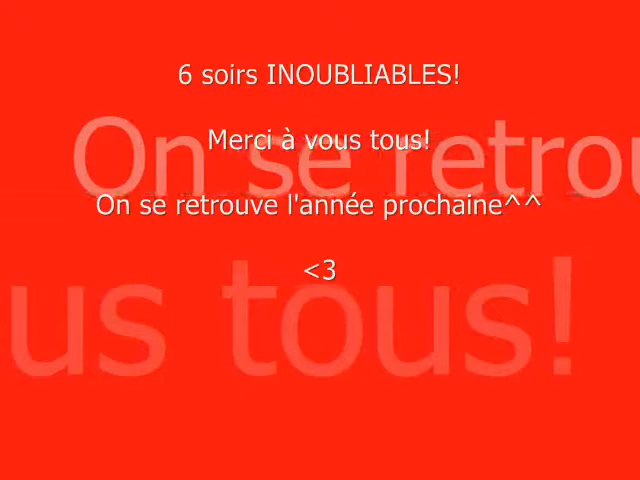 6 soirs INOUBLIABLES!
Merci à vous tous!
On se retrou
On se retrouve l'année prochaine^^
<3
us tous!